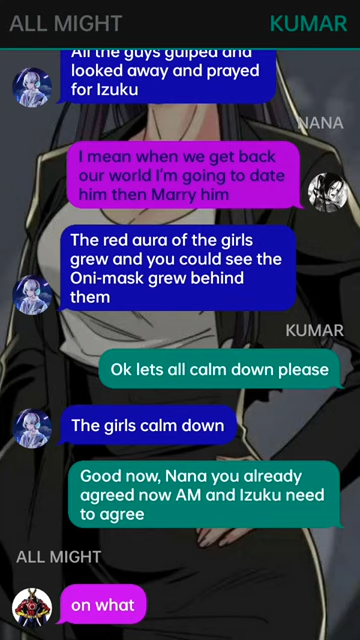 ALL MIGHT
KUMAR
All the guys gulped and
looked away and prayed
for Izuku
NANA
I mean when we get back
our world I'm going to date
him then Marry him
The red aura of the girls
grew and you could see the
Oni-mask grew behind
them
KUMAR
Ok lets all calm down please
The girls calm down
Good now, Nana you already
agreed now AM and Izuku need
to agree
ALL MIGHT
on what